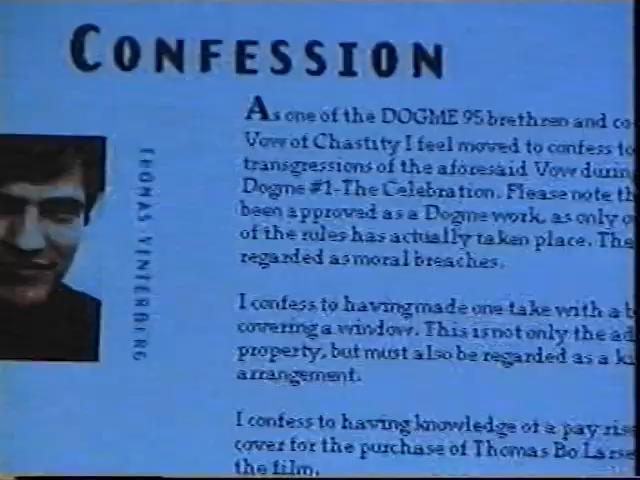 CONFESSION
As one of the DOGME 95 brethren and co
Vow of Chastity I feel moved to confess to
transgressions of the aforesaid Vow durin
Dogme #1-The Celebration. Please note th
been approved as a Dogme work, as only o
of the rules has actually taken place. The
regarded as moral breaches.
I confess to having made one take with a b
covering a window. This is not only the ad
property, but must also be regarded as a k
arrangement.
I confess to having knowledge of a pay ris
cover for the purchase of Thomas Bo Larse
the film.
THOMAS VINTERBERG